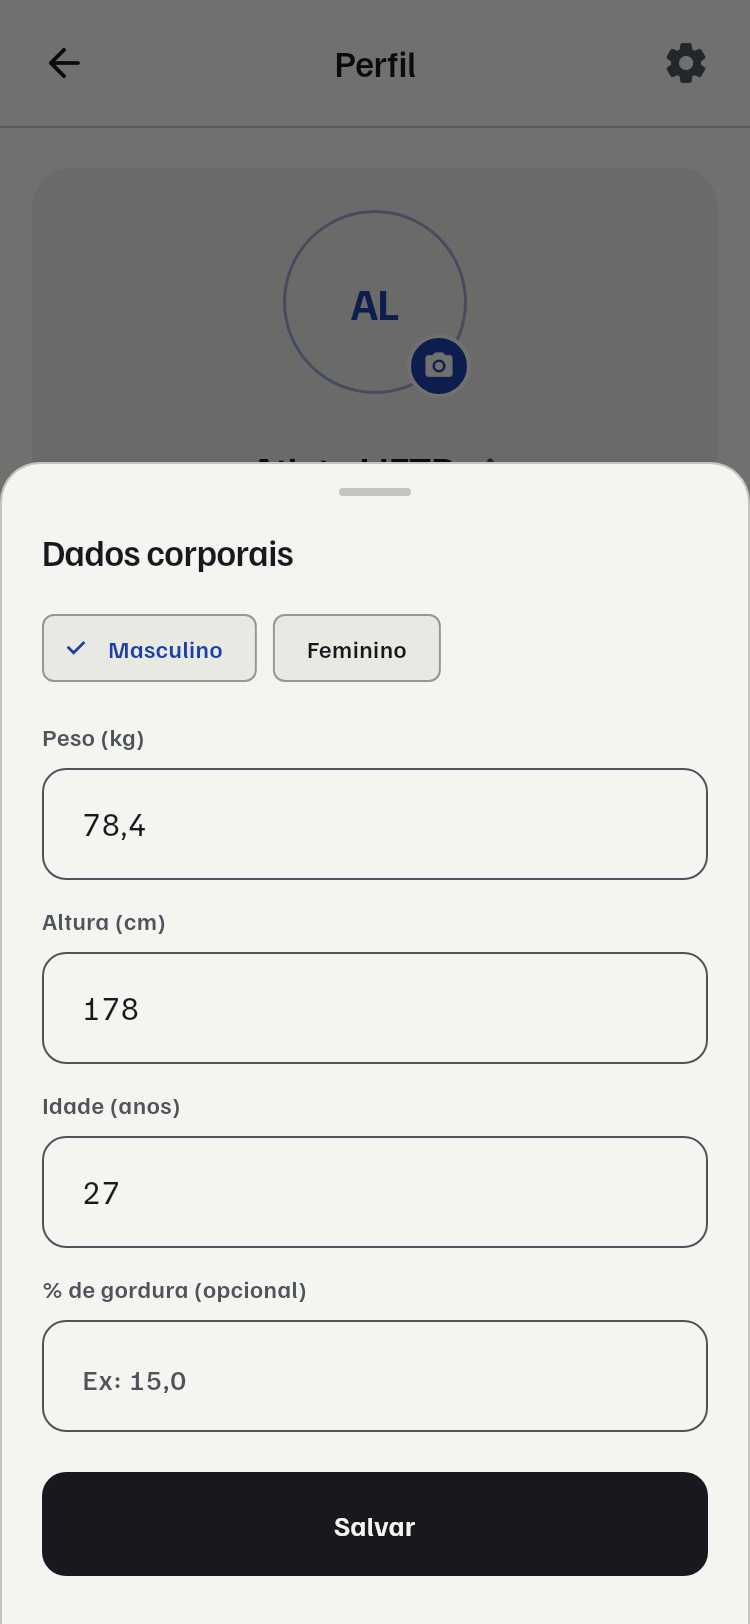 Perfil
AL
Dados corporais
Masculino
Feminino
Peso (kg)
78,4
Altura (cm)
178
Idade (anos)
27
% de gordura (opcional)
Ex: 15,0
Salvar